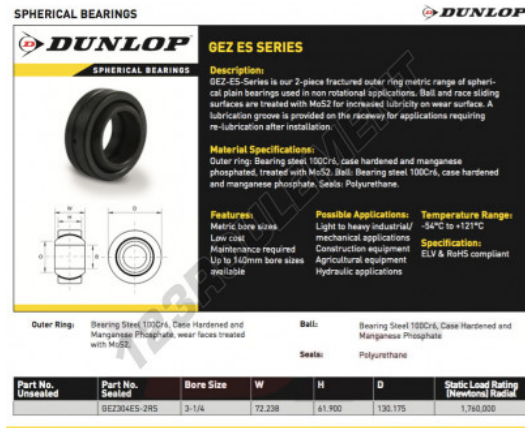 SPHERICAL BEARINGS
DUNLOP
DUNLOP
SPHERICAL BEARINGS
GEZ ES SERIES
Description:
GEZ-ES-Series is our 2-piece fractured outer ring metric range of spheri-
cal plain bearings used in non rotational applications. Ball and race sliding
surfaces are treated with MoS2 for increased lubricity on wear surface. A
lubrication groove is provided on the raceway for applications requiring
re-lubrication after installation.
Material Specifications:
Outer ring: Bearing steel 100Cr6, case hardened and manganese
phosphated, treated with MoS2. Ball: Bearing steel 100Cr6, case hardened
and manganese phosphate. Seals: Polyurethane.
Features:
Metric bore sizes
Low cost
Maintenance required
Up to 140mm bore sizes
available
Possible Applications:
Light to heavy industrial/
mechanical applications
Construction equipment
Agricultural equipment
Hydraulic applications
Temperature Range:
-54°C to +121°C
Specification:
ELV & RoHS compliant
W
H
D
Outer Ring: Bearing Steel 100Cr6, Case Hardened and
Manganese Phosphate, wear faces treated
with MoS2.
Ball: Bearing Steel 100Cr6, Case Hardened and
Manganese Phosphate
Seals: Polyurethane
Part No. Unsealed
Part No. Sealed
Bore Size
W
H
D
Static Load Rating
(Newtons) Radial
GEZ304ES-2RS 3-1/4 72.238 61.900 130.175 1,760,000
123ROULEMENT